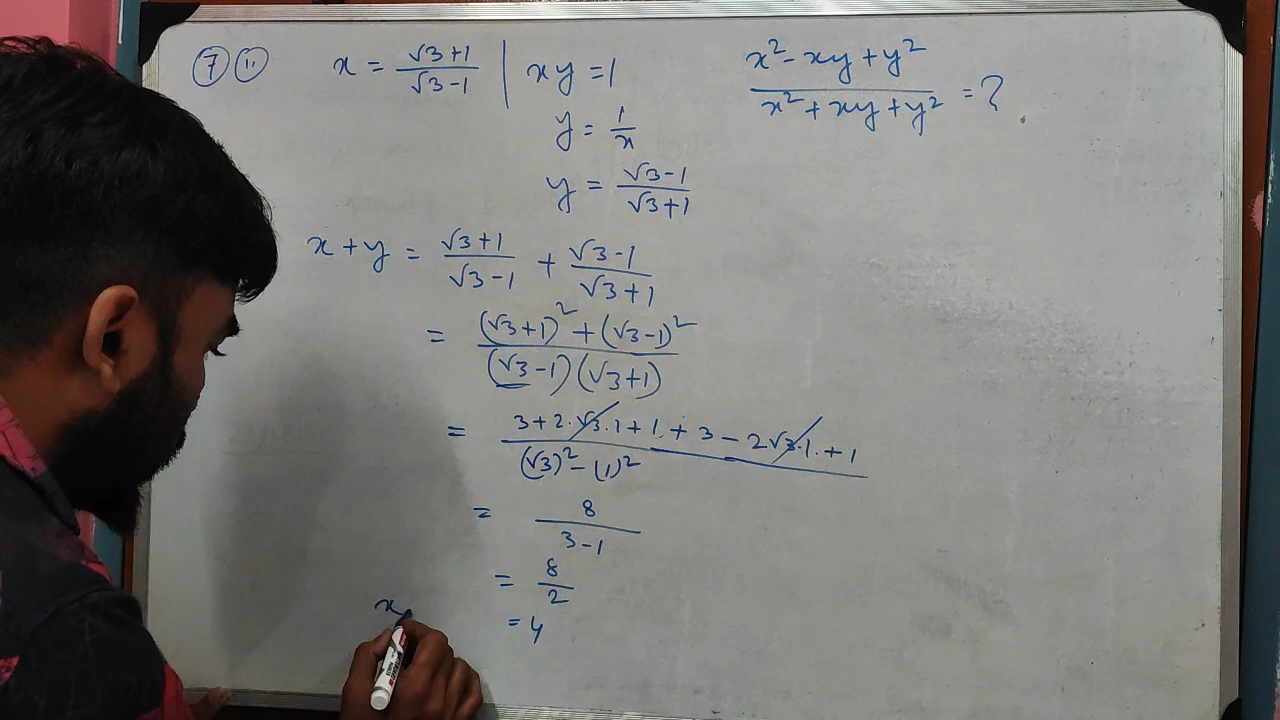 7 ii x = √3+1 / √3-1 | xy = 1 x² - xy + y² / x² + xy + y² = ?
y = 1/x
y = √3-1 / √3+1
x + y = √3+1 / √3-1 + √3-1 / √3+1
= (√3+1)² + (√3-1)² / (√3-1)(√3+1)
= 3+2.√3.1+1+3-2√3.1.+1 / (√3)² - (1)²
= 8 / 3-1
= 8/2
= 4
xy